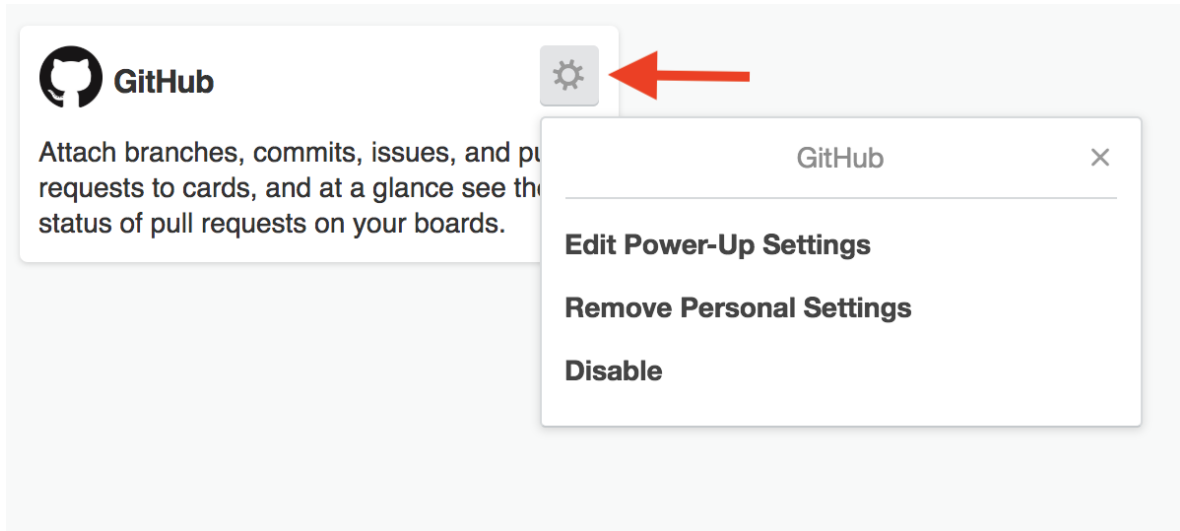 GitHub
Attach branches, commits, issues, and
requests to cards, and at a glance see
status of pull requests on your boards.
GitHub
Edit Power-Up Settings
Remove Personal Settings
Disable